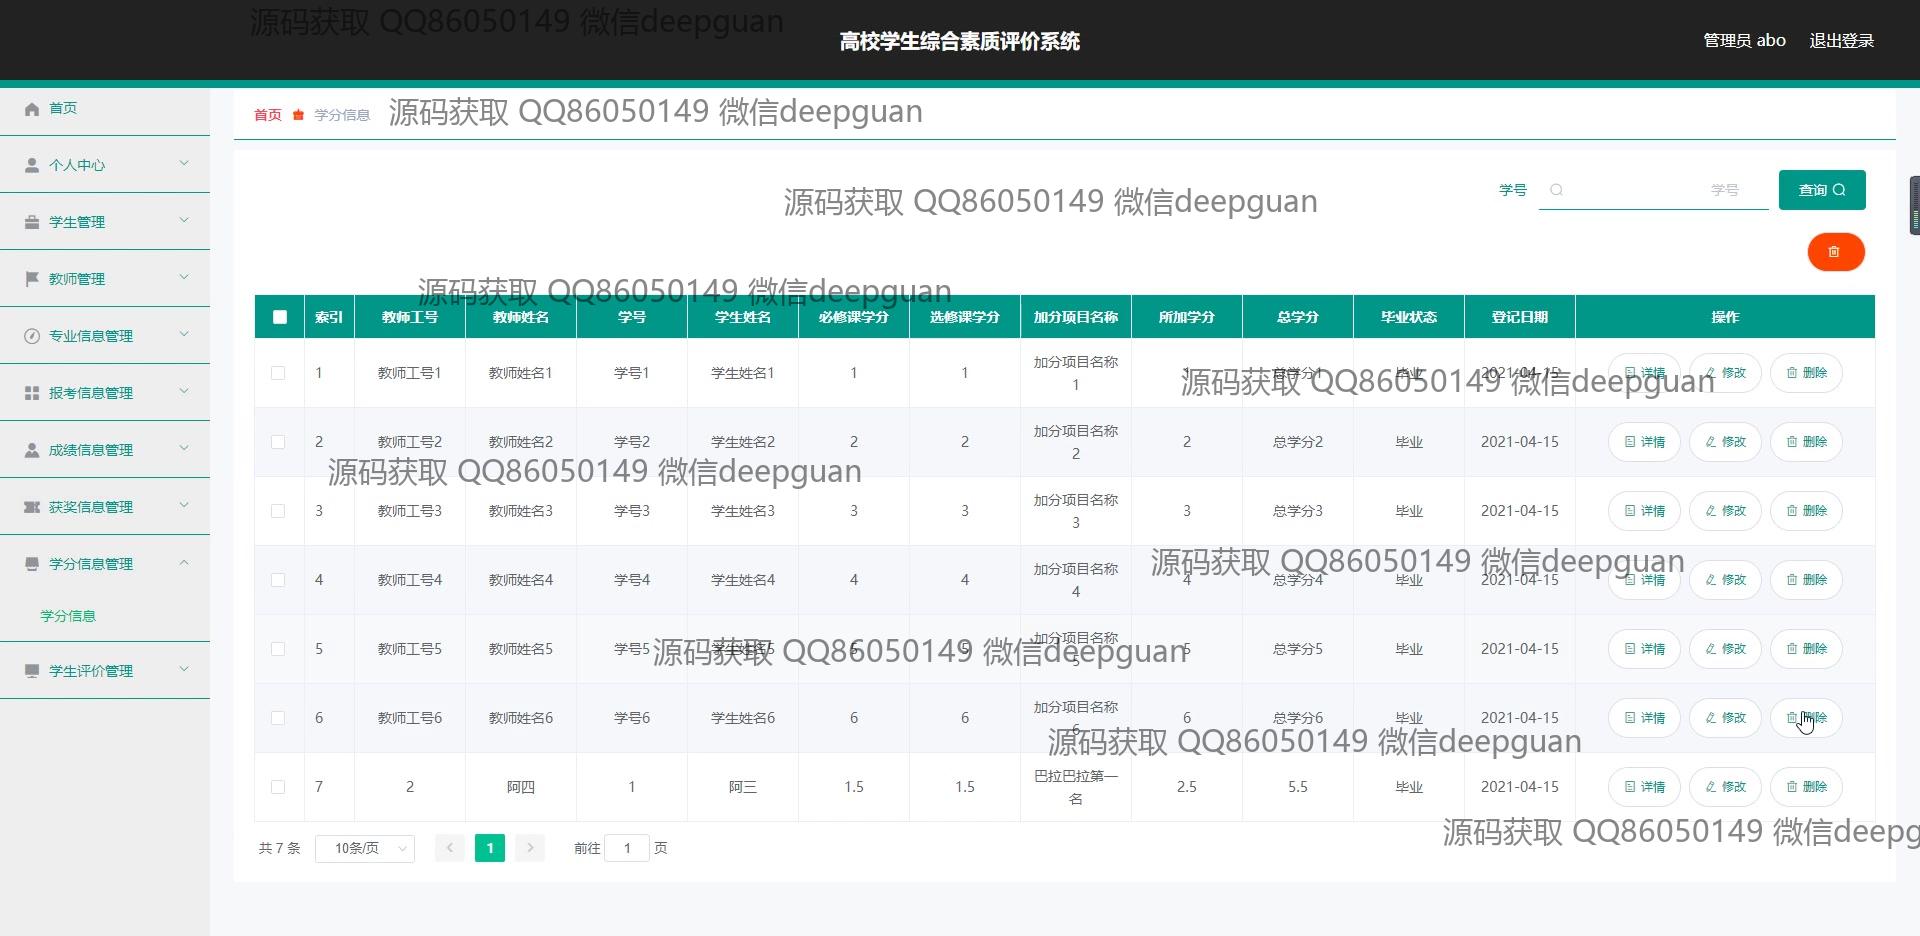 源码获取 QQ86050149 微信deepguan
高校学生综合素质评价系统
管理员 abo 退出登录
首页
个人中心
学生管理
教师管理
专业信息管理
报考信息管理
成绩信息管理
获奖信息管理
学分信息管理
学分信息
学生评价管理
首页 学分信息
源码获取 QQ86050149 微信deepguan
源码获取 QQ86050149 微信deepguan
学号 学号 查询
源码获取 QQ86050149 微信deepguan
索引 教师工号 教师姓名 学号 学生姓名 必修课学分 选修课学分 加分项目名称 所加学分 总学分 毕业状态 登记日期 操作
1 教师工号1 教师姓名1 学号1 学生姓名1 1 1 加分项目名称1 1 总学分1 毕业 2021-04-15 详情 修改 删除
源码获取 QQ86050149 微信deepguan
2 教师工号2 教师姓名2 学号2 学生姓名2 2 2 加分项目名称2 2 总学分2 毕业 2021-04-15 详情 修改 删除
源码获取 QQ86050149 微信deepguan
3 教师工号3 教师姓名3 学号3 学生姓名3 3 3 加分项目名称3 3 总学分3 毕业 2021-04-15 详情 修改 删除
源码获取 QQ86050149 微信deepguan
4 教师工号4 教师姓名4 学号4 学生姓名4 4 4 加分项目名称4 4 总学分4 毕业 2021-04-15 详情 修改 删除
5 教师工号5 教师姓名5 学号5 学生姓名5 5 5 加分项目名称5 5 总学分5 毕业 2021-04-15 详情 修改 删除
源码获取 QQ86050149 微信deepguan
6 教师工号6 教师姓名6 学号6 学生姓名6 6 6 加分项目名称6 6 总学分6 毕业 2021-04-15 详情 修改 删除
源码获取 QQ86050149 微信deepguan
7 2 阿四 1 阿三 1.5 1.5 巴拉巴拉第一名 2.5 5.5 毕业 2021-04-15 详情 修改 删除
源码获取 QQ86050149 微信deepg
共 7 条 10条/页 1 前往 1 页